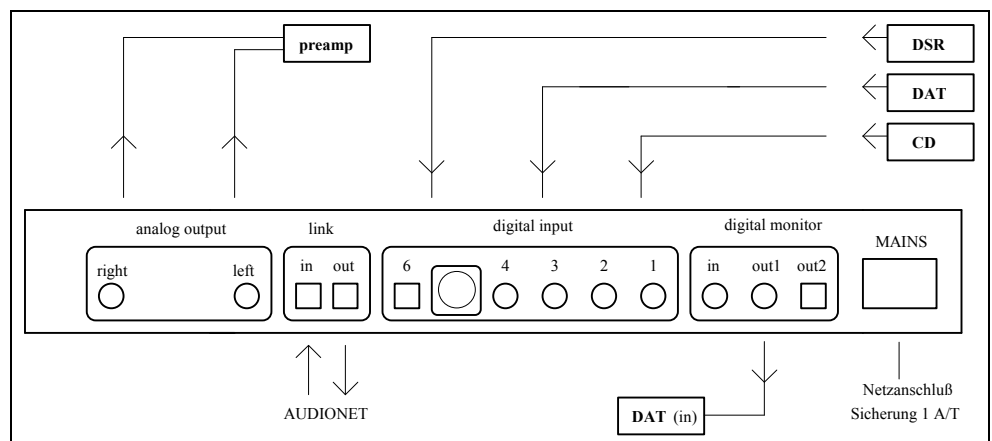 preamp
DSR
DAT
CD
analog output
link
digital input
digital monitor
MAINS
right
left
in
out
6
4
3
2
1
in
out1
out2
AUDIONET
DAT (in)
Netzanschluß
Sicherung 1 A/T